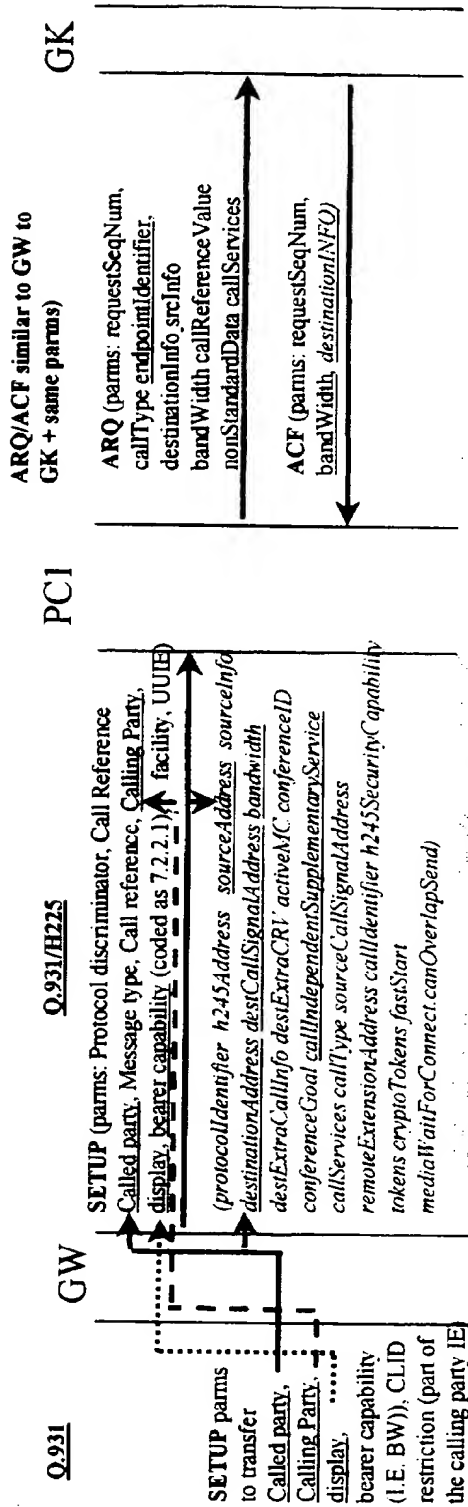 Q.931
GW
Q.931/H225
PC1
ARQ/ACF similar to GW to
GK + same parms)
GK
SETUP parms
to transfer
Called party,
Calling Party,
display,
bearer capability
(I.E. BW)), CLID
restriction (part of
the calling party IE)
SETUP (parms: Protocol discriminator, Call Reference
Called party, Message type, Call reference, Calling Party,
display, bearer capability (coded as 7.2.2.1), facility, UUIE)
(protocolIdentifier h245Address sourceAddress sourceInfo
destinationAddress destCallSignalAddress bandwidth
destExtraCallInfo destExtraCRV activeMC conferenceID
conferenceGoal callIndependentSupplementaryService
callServices callType sourceCallSignalAddress
remoteExtensionAddress callIdentifier h245SecurityCapability
tokens cryptoTokens fastStart
mediaWaitForConnect.canOverlapSend)
ARQ (parms: requestSeqNum,
callType endpointIdentifier,
destinationInfo srcInfo
bandWidth callReferenceValue
nonStandardData callServices
ACF (parms: requestSeqNum,
bandWidth, destinationINFO)